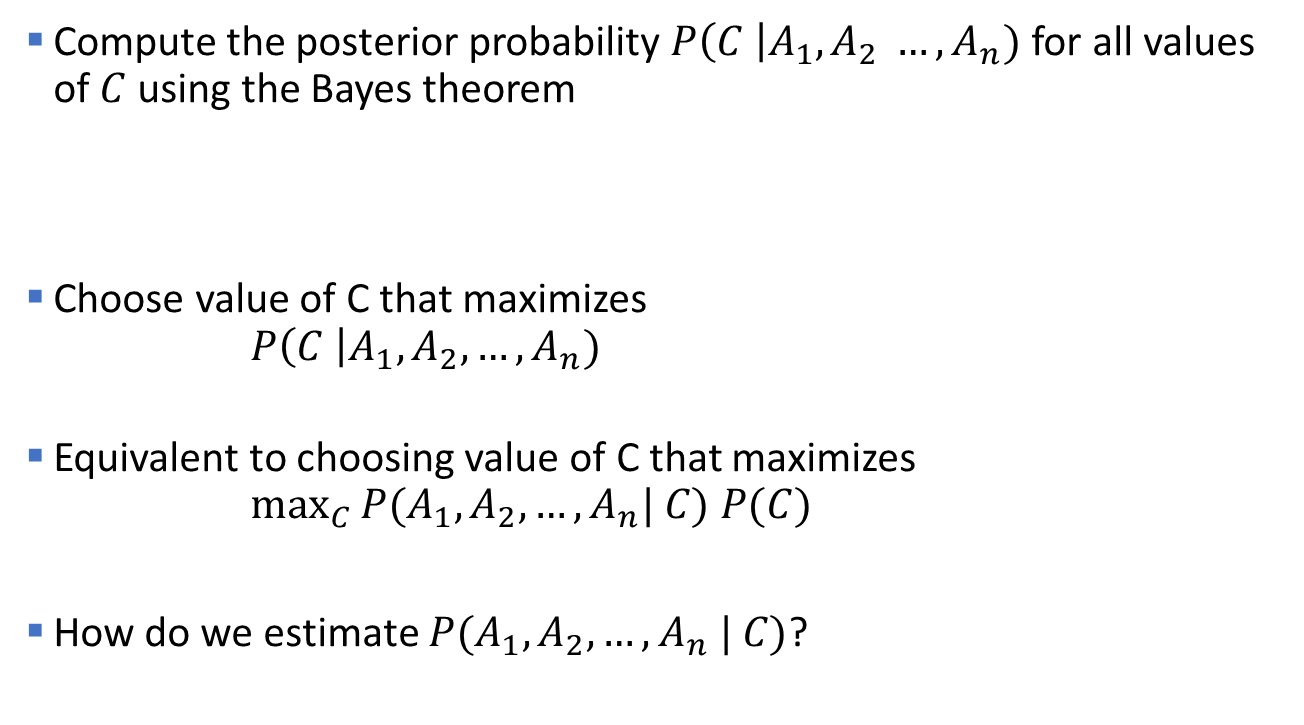 ▪ Compute the posterior probability 𝑃(𝐶 |𝐴₁, 𝐴₂ …, 𝐴ₙ) for all values
of 𝐶 using the Bayes theorem
▪ Choose value of C that maximizes
𝑃(𝐶 |𝐴₁, 𝐴₂, …, 𝐴ₙ)
▪ Equivalent to choosing value of C that maximizes
max_𝐶 𝑃(𝐴₁, 𝐴₂, …, 𝐴ₙ| 𝐶) 𝑃(𝐶)
▪ How do we estimate 𝑃(𝐴₁, 𝐴₂, …, 𝐴ₙ | 𝐶)?